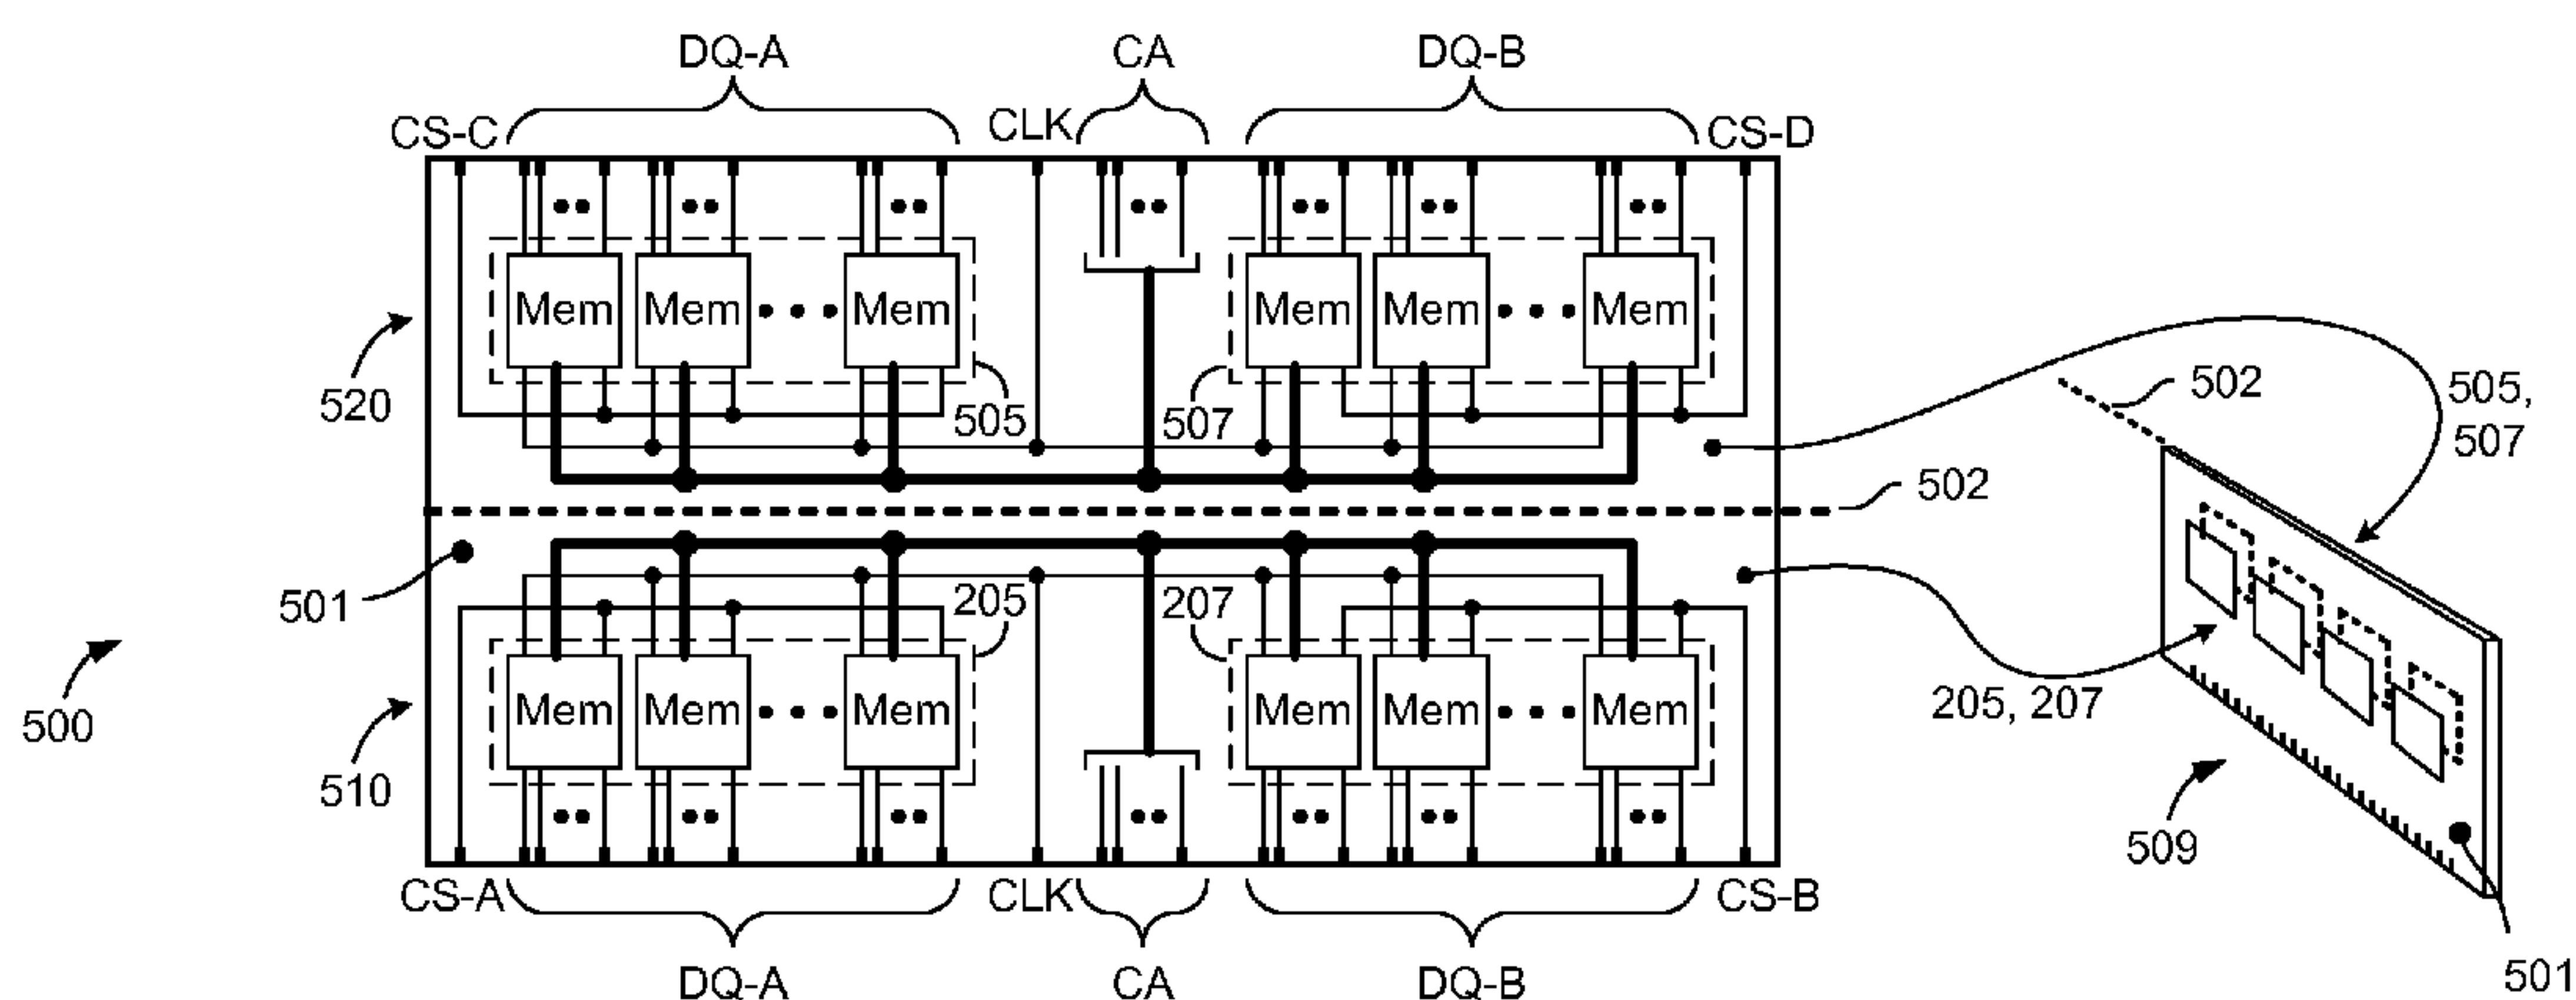 DQ-A CA DQ-B
CS-C CLK CS-D
Mem Mem Mem Mem Mem Mem
520 505 507 502 505,
507
502
501 205 207
Mem Mem Mem Mem Mem Mem
500 510 205, 207
509
CS-A CLK CS-B
DQ-A CA DQ-B 501